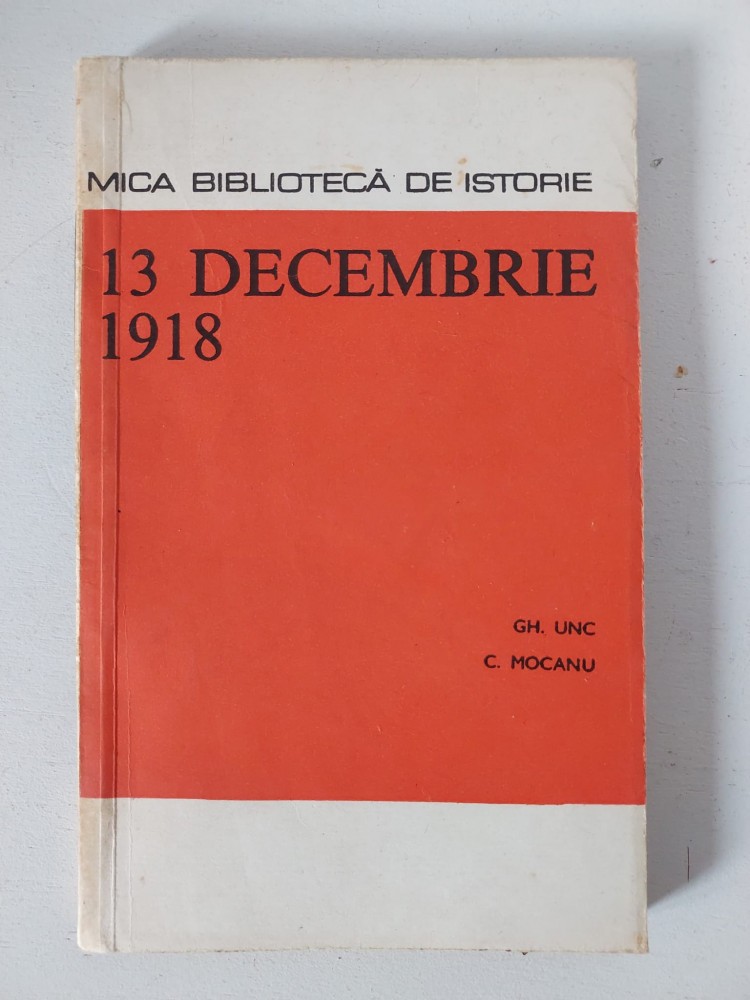 MICA BIBLIOTECĂ DE ISTORIE
13 DECEMBRIE
1918
GH. UNC
C. MOCANU